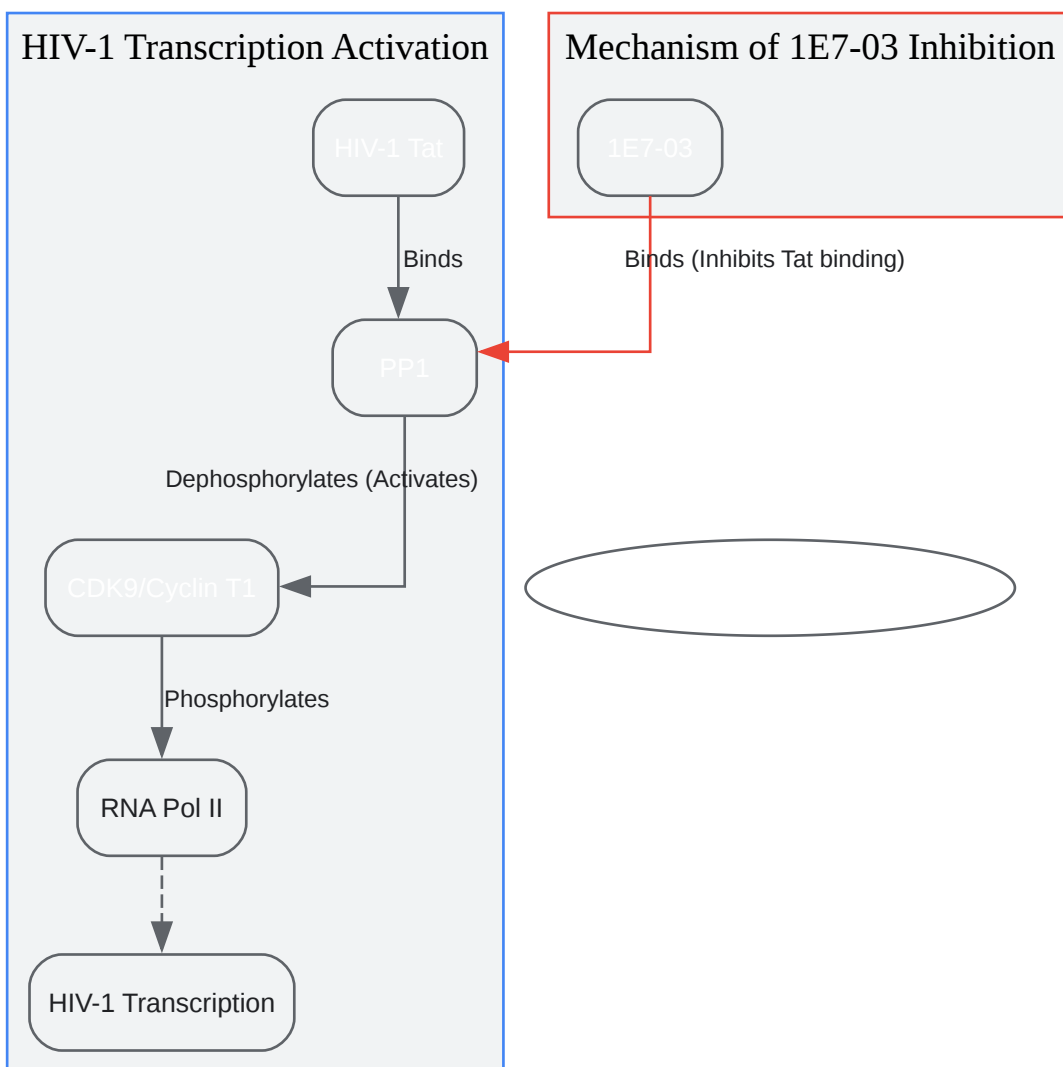 HIV-1 Transcription Activation
Mechanism of 1E7-03 Inhibition
HIV-1 Tat
1E7-03
Binds
Binds (Inhibits Tat binding)
PP1
Dephosphorylates (Activates)
CDK9/Cyclin T1
Phosphorylates
RNA Pol II
HIV-1 Transcription